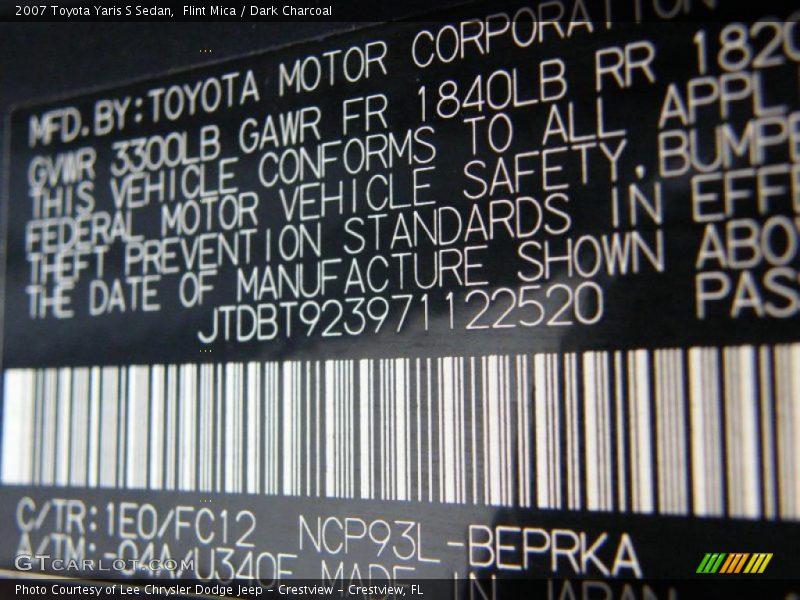 2007 Toyota Yaris S Sedan,  Flint Mica / Dark Charcoal
MFD.BY:TOYOTA MOTOR CORPORATION
GVWR 3300LB GAWR FR 1840LB RR 1820
THIS VEHICLE CONFORMS TO ALL APPL
FEDERAL MOTOR VEHICLE SAFETY,BUMPE
THEFT PREVENTION STANDARDS IN EFFE
THE DATE OF MANUFACTURE SHOWN ABO
JTDBT923971122520 PAS
C/TR:1E0/FC12 NCP93L-BEPRKA
A/TM:-04A/U340E MADE IN JAPAN
GTCarlot.com
Photo Courtesy of Lee Chrysler Dodge Jeep - Crestview - Crestview, FL